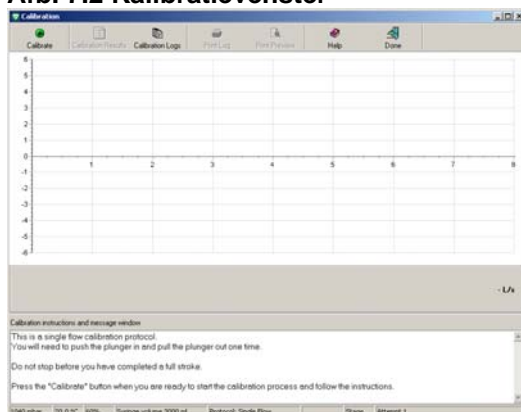 Calibration
Calibrate Calibration Results Calibration Logs Print Log Print Preview Help Done
6
5
4
3
2
1
0 1 2 3 4 5 6 7 8
-1
-2
-3
-4
-5
-6
- L/s
Calibration instructions and message window
This is a single flow calibration protocol.
You will need to push the plunger in and pull the plunger out one time.
Do not stop before you have completed a full stroke.
Press the "Calibrate" button when you are ready to start the calibration process and follow the instructions.
Syringe volume 3000 ml Protocol: Single Flow Stage Attempt 1